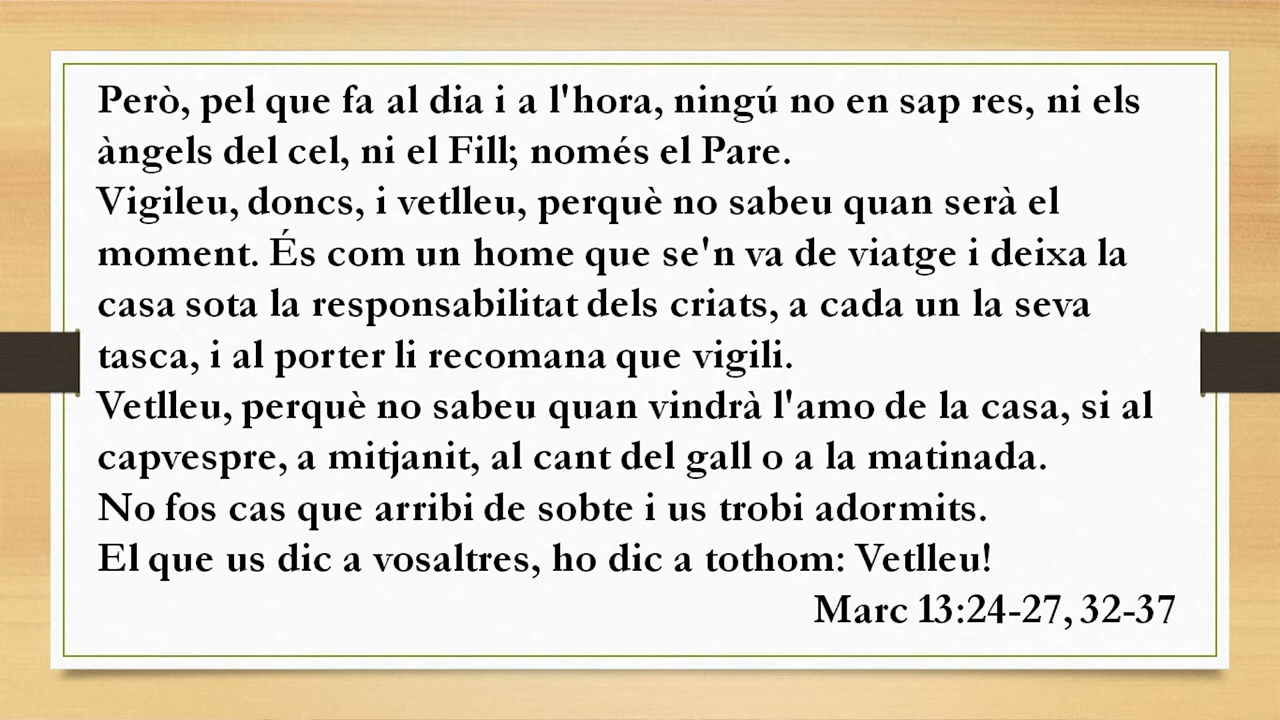 Però, pel que fa al dia i a l'hora, ningú no en sap res, ni els
àngels del cel, ni el Fill; només el Pare.
Vigileu, doncs, i vetlleu, perquè no sabeu quan serà el
moment. És com un home que se'n va de viatge i deixa la
casa sota la responsabilitat dels criats, a cada un la seva
tasca, i al porter li recomana que vigili.
Vetlleu, perquè no sabeu quan vindrà l'amo de la casa, si al
capvespre, a mitjanit, al cant del gall o a la matinada.
No fos cas que arribi de sobte i us trobi adormits.
El que us dic a vosaltres, ho dic a tothom: Vetlleu!
Marc 13:24-27, 32-37